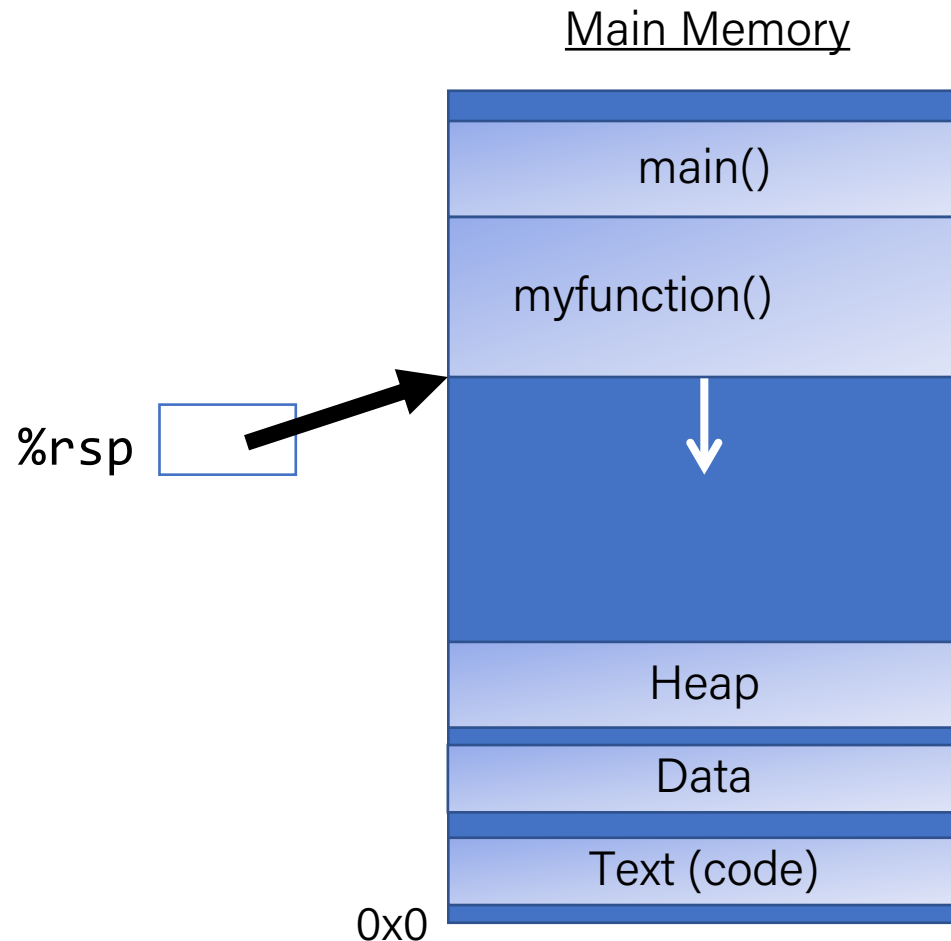 Main Memory
main()
myfunction()
%rsp
Heap
Data
Text (code)
0x0